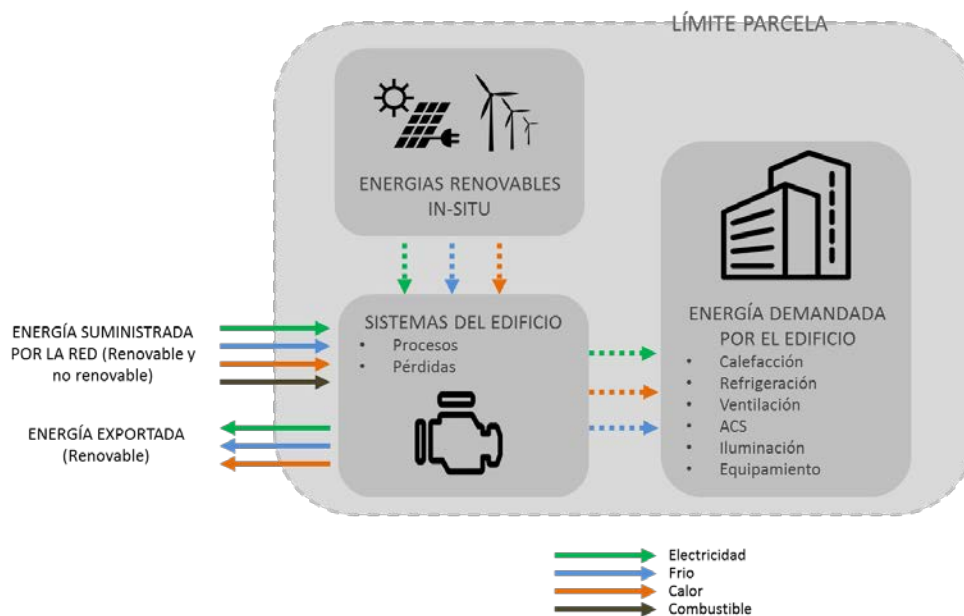 LÍMITE PARCELA
ENERGIAS RENOVABLES
IN-SITU
ENERGÍA SUMINISTRADA
POR LA RED (Renovable y
no renovable)
ENERGÍA EXPORTADA
(Renovable)
SISTEMAS DEL EDIFICIO
• Procesos
• Pérdidas
ENERGÍA DEMANDADA
POR EL EDIFICIO
• Calefacción
• Refrigeración
• Ventilación
• ACS
• Iluminación
• Equipamiento
Electricidad
Frio
Calor
Combustible